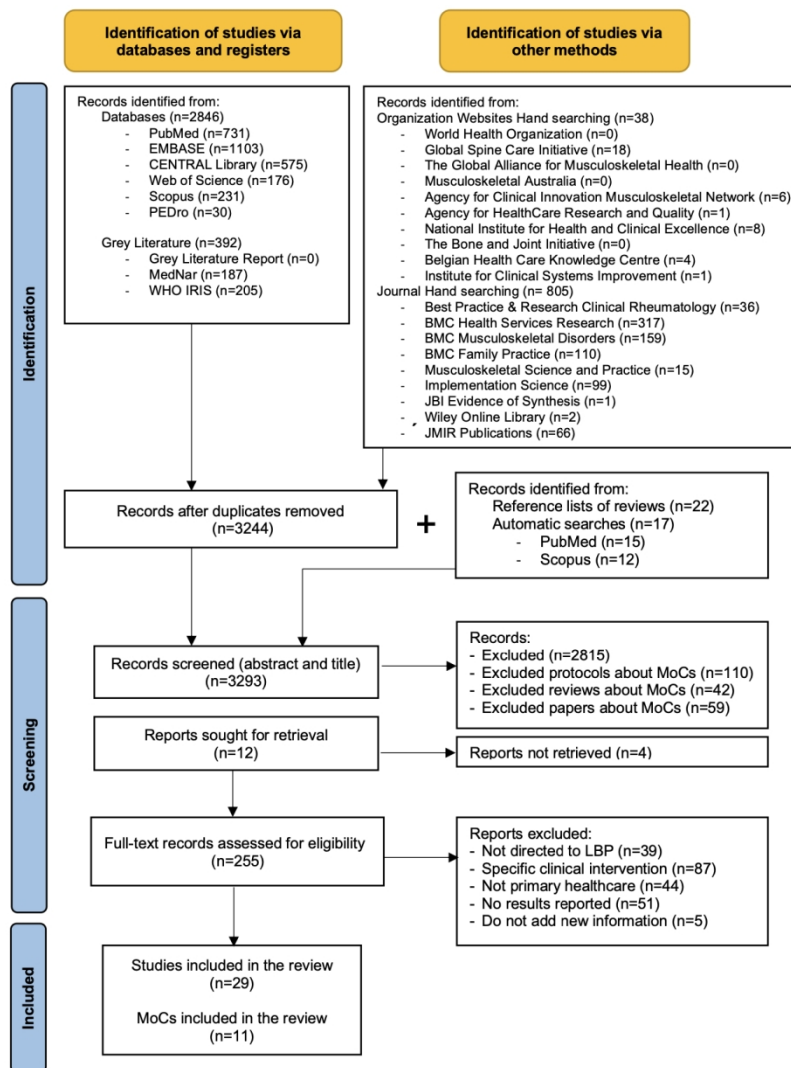 Identification of studies via
databases and registers
Identification of studies via
other methods
Identification
Records identified from:
Databases (n=2846)
- PubMed (n=731)
- EMBASE (n=1103)
- CENTRAL Library (n=575)
- Web of Science (n=176)
- Scopus (n=231)
- PEDro (n=30)
Grey Literature (n=392)
- Grey Literature Report (n=0)
- MedNar (n=187)
- WHO IRIS (n=205)
Records identified from:
Organization Websites Hand searching (n=38)
- World Health Organization (n=0)
- Global Spine Care Initiative (n=18)
- The Global Alliance for Musculoskeletal Health (n=0)
- Musculoskeletal Australia (n=0)
- Agency for Clinical Innovation Musculoskeletal Network (n=6)
- Agency for HealthCare Research and Quality (n=1)
- National Institute for Health and Clinical Excellence (n=8)
- The Bone and Joint Initiative (n=0)
- Belgian Health Care Knowledge Centre (n=4)
- Institute for Clinical Systems Improvement (n=1)
Journal Hand searching (n= 805)
- Best Practice & Research Clinical Rheumatology (n=36)
- BMC Health Services Research (n=317)
- BMC Musculoskeletal Disorders (n=159)
- BMC Family Practice (n=110)
- Musculoskeletal Science and Practice (n=15)
- Implementation Science (n=99)
- JBI Evidence of Synthesis (n=1)
- Wiley Online Library (n=2)
- JMIR Publications (n=66)
Records after duplicates removed
(n=3244)
+
Records identified from:
Reference lists of reviews (n=22)
Automatic searches (n=17)
- PubMed (n=15)
- Scopus (n=12)
Screening
Records screened (abstract and title)
(n=3293)
Records:
- Excluded (n=2815)
- Excluded protocols about MoCs (n=110)
- Excluded reviews about MoCs (n=42)
- Excluded papers about MoCs (n=59)
Reports sought for retrieval
(n=12)
Reports not retrieved (n=4)
Full-text records assessed for eligibility
(n=255)
Reports excluded:
- Not directed to LBP (n=39)
- Specific clinical intervention (n=87)
- Not primary healthcare (n=44)
- No results reported (n=51)
- Do not add new information (n=5)
Included
Studies included in the review
(n=29)
MoCs included in the review
(n=11)